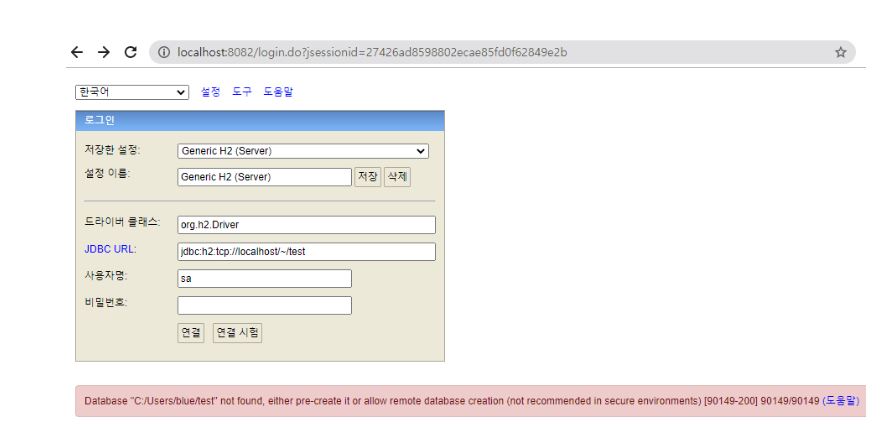 localhost:8082/login.do?jsessionid=27426ad8598802ecae85fd0f62849e2b
한국어 설정 도구 도움말
로그인
저장한 설정: Generic H2 (Server)
설정 이름: Generic H2 (Server) 저장 삭제
드라이버 클래스: org.h2.Driver
JDBC URL: jdbc:h2:tcp://localhost/~/test
사용자명: sa
비밀번호:
연결 연결 시험
Database "C:/Users/blue/test" not found, either pre-create it or allow remote database creation (not recommended in secure environments) [90149-200] 90149/90149 (도움말)